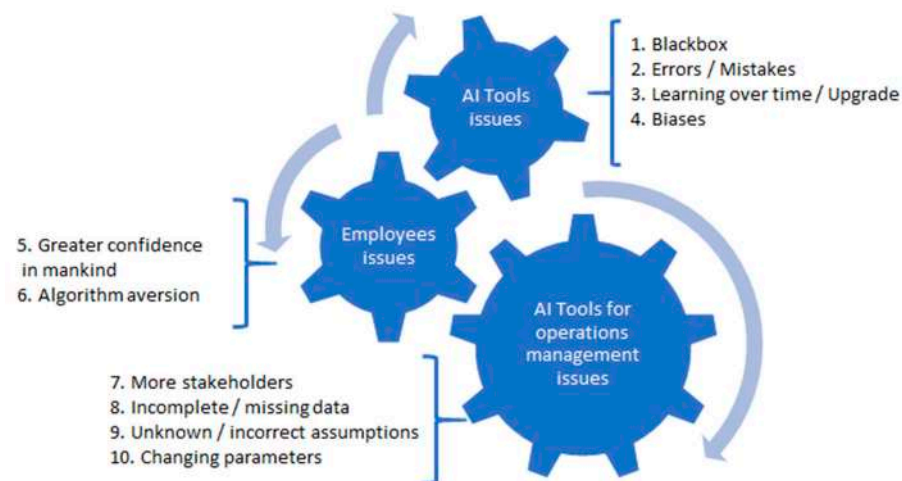 AI Tools
issues
1. Blackbox
2. Errors / Mistakes
3. Learning over time / Upgrade
4. Biases
Employees
issues
5. Greater confidence
in mankind
6. Algorithm aversion
AI Tools for
operations
management
issues
7. More stakeholders
8. Incomplete / missing data
9. Unknown / incorrect assumptions
10. Changing parameters